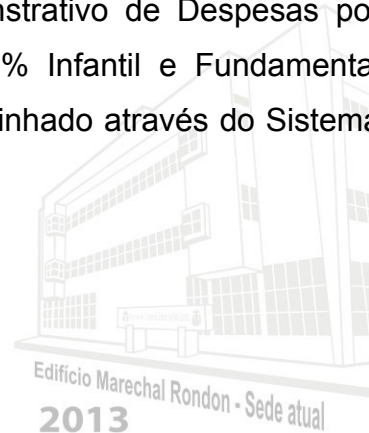 nstrativo de Despesas po
% Infantil e Fundamenta
inhado através do Sistema
Edifício Marechal Rondon - Sede atual
2013